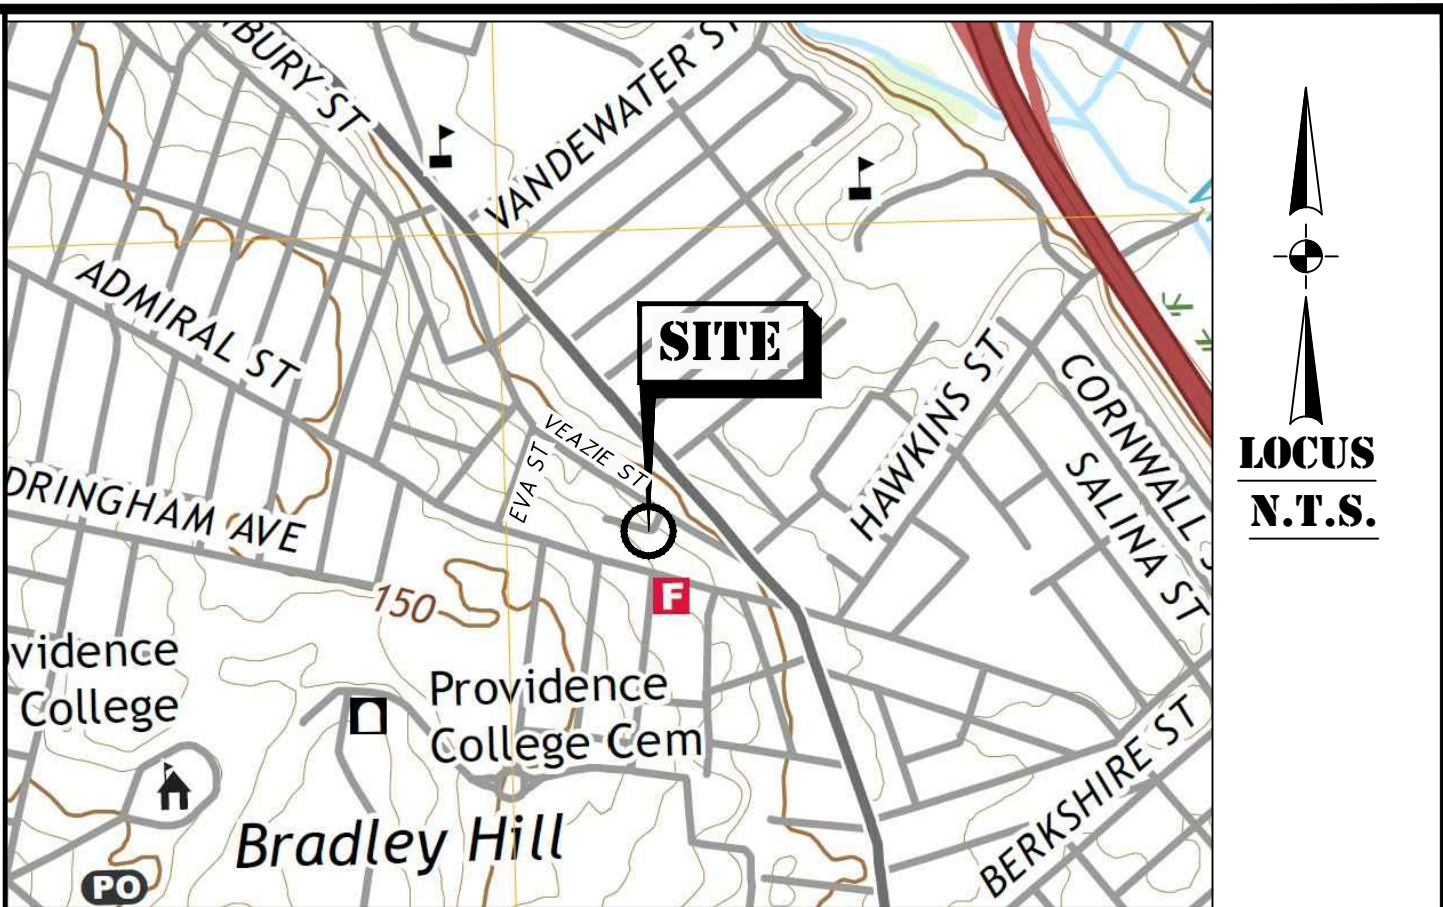 BURY ST
VANDEWATER ST
ADMIRAL ST
SITE
HAWKINS ST
CORNWALL S
SALINA ST
VEAZIE ST
EVA ST
DRINGHAM AVE
150
F
LOCUS
N.T.S.
vidence
College
Providence
College Cem
BERKSHIRE ST
Bradley Hill
PO